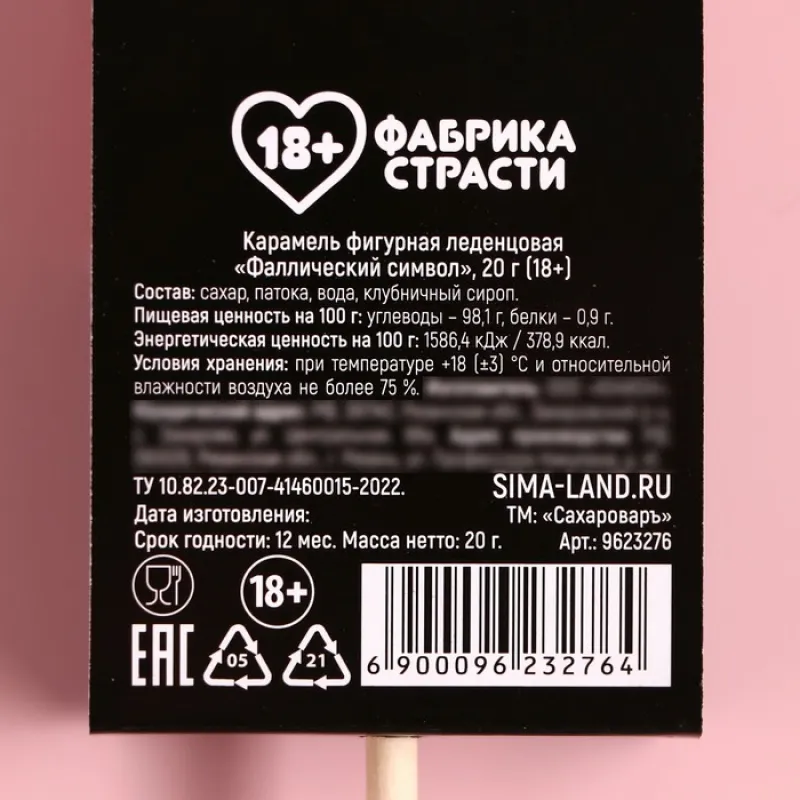 18+ ФАБРИКА
СТРАСТИ
Карамель фигурная леденцовая
«Фаллический символ», 20 г (18+)
Состав: сахар, патока, вода, клубничный сироп.
Пищевая ценность на 100 г: углеводы – 98,1 г, белки – 0,9 г.
Энергетическая ценность на 100 г: 1586,4 кДж / 378,9 ккал.
Условия хранения: при температуре +18 (±3) °С и относительной
влажности воздуха не более 75 %.
ТУ 10.82.23-007-41460015-2022.
SIMA-LAND.RU
Дата изготовления:
ТМ: «Сахароваръ»
Срок годности: 12 мес. Масса нетто: 20 г.
Арт.: 9623276
18+
EAC
05
21
6 900096 232764